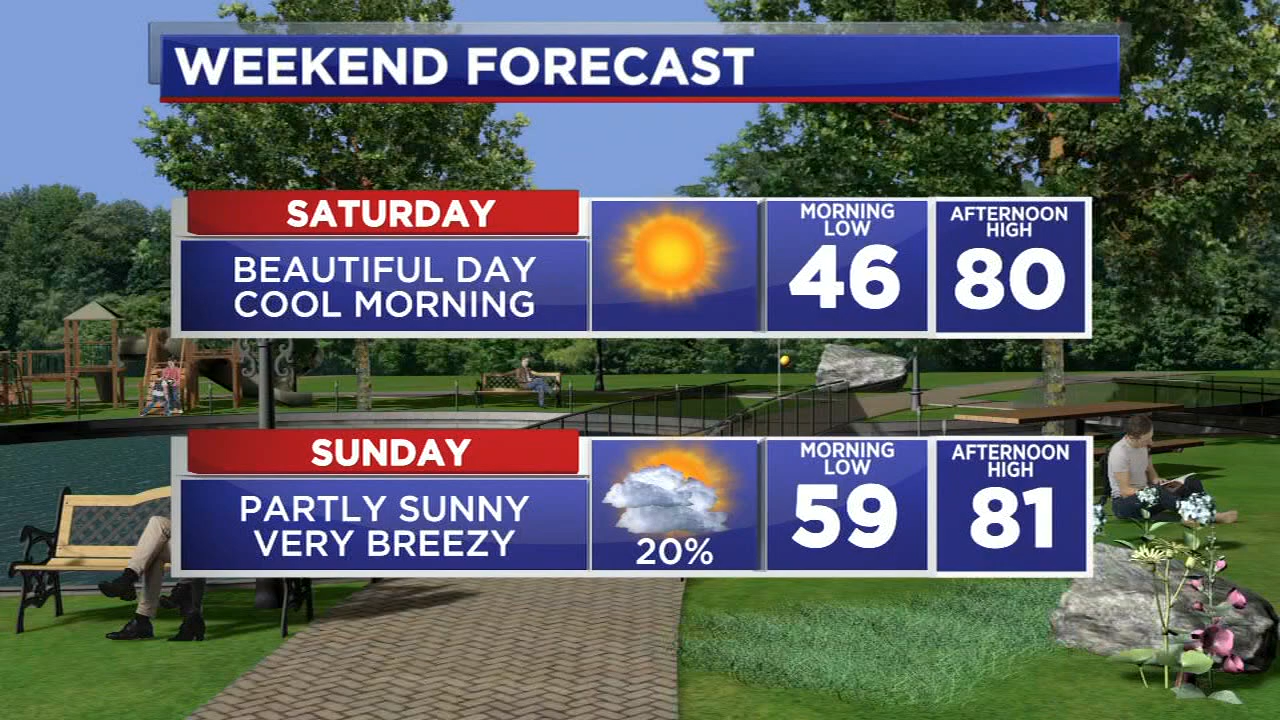 WEEKEND FORECAST
SATURDAY
BEAUTIFUL DAY
COOL MORNING
MORNING
LOW
46
AFTERNOON
HIGH
80
SUNDAY
PARTLY SUNNY
VERY BREEZY
20%
MORNING
LOW
59
AFTERNOON
HIGH
81